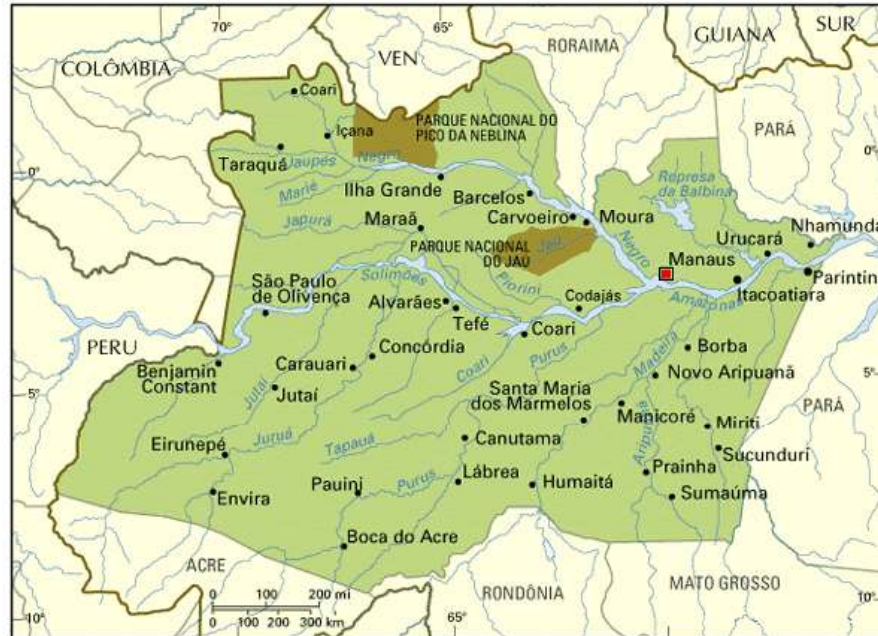 70°
65°
RORAIMA
GUIANA
SUR
COLÔMBIA
VEN
Coari
PARQUE NACIONAL DO
PICO DA NEBLINA
Içana
PARÁ
Taraquá
Uaupés
Negro
0°
0°
Marié
Ilha Grande
Represa
da Balbina
Barcelos
Japurá
Maraã
Carvoeiro
Moura
PARQUE NACIONAL
DO JAÚ
Jaú
Negro
Urucará
Nhamundá
Manaus
Solimões
Piorini
Parintin
São Paulo
de Olivença
Alvarães
Codajás
Amazonas
Itacoatiara
Tefé
Coari
PERU
Benjamin
Constant
Carauari
Concórdia
Coari
Purus
Madeira
Borba
5°
Jutaí
Jutaí
Novo Aripuanã
5°
Santa Maria
dos Marmelos
Manicoré
PARÁ
Miriti
Eirunepé
Juruá
Tapauá
Canutama
Sucunduri
Envira
Pauini
Purus
Lábrea
Humaitá
Prainha
Sumaúma
Boca do Acre
ACRE
RONDÔNIA
MATO GROSSO
0 100 200 mi
0 100 200 300 km
10°
65°
10°